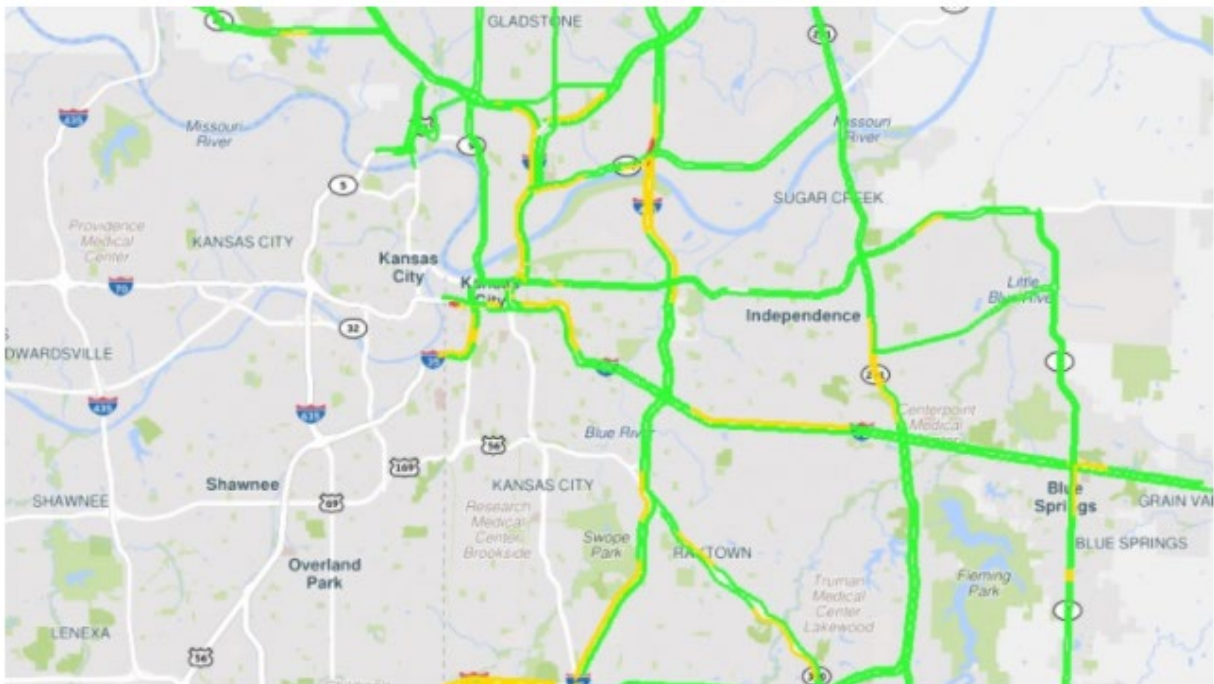 GLADSTONE
435
Missouri
River
Missouri
River
5
SUGAR CREEK
Providence
Medical
Center
KANSAS CITY
Kansas
City
Kansas
City
70
Little
Blue River
Independence
32
DWARDSVILLE
35
435
635
Centerpoint
Medical
Blue River
56
169
Shawnee
KANSAS CITY
Blue
Springs
GRAIN VAL
SHAWNEE
69
Research
Medical
Center
Brookside
Swope
Park
RAYTOWN
BLUE SPRINGS
Overland
Park
Truman
Medical
Center
Lakewood
Fleming
Park
LENEXA
56